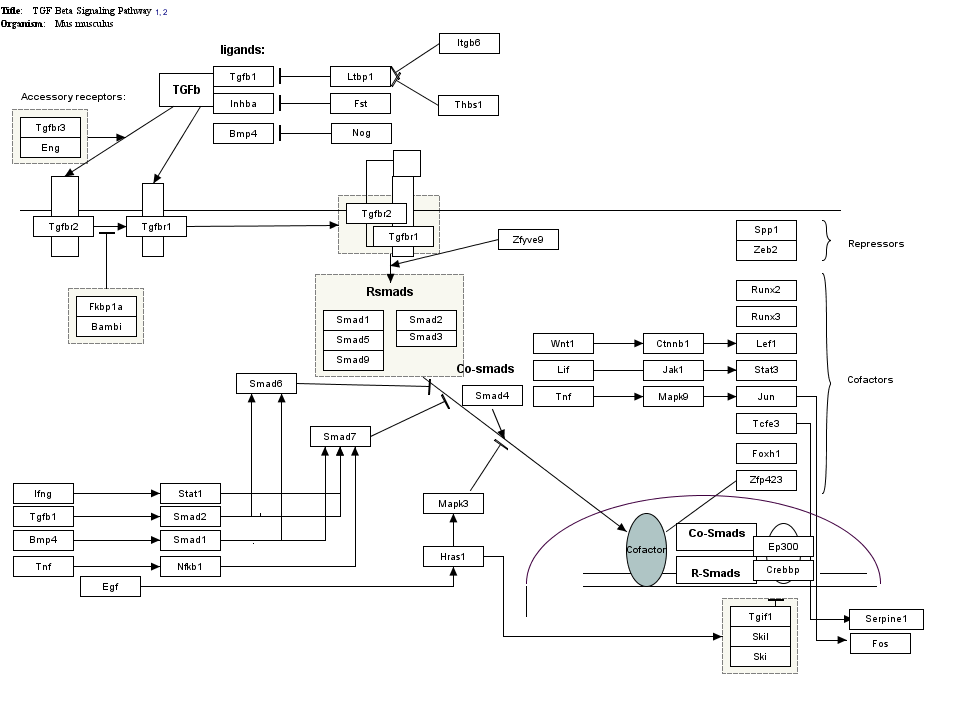 Title: TGF Beta Signaling Pathway 1, 2
Organism: Mus musculus
ligands:
Itgb6
TGFb
Tgfb1
Ltbp1
Accessory receptors:
Inhba
Fst
Thbs1
Tgfbr3
Eng
Bmp4
Nog
Tgfbr2
Tgfbr1
Tgfbr2
Tgfbr1
Zfyve9
Spp1
Zeb2
Repressors
Fkbp1a
Bambi
Rsmads
Smad1
Smad5
Smad9
Smad2
Smad3
Runx2
Runx3
Wnt1
Ctnnb1
Lef1
Co-smads
Lif
Jak1
Stat3
Cofactors
Smad6
Smad4
Tnf
Mapk9
Jun
Tcfe3
Smad7
Foxh1
Zfp423
Ifng
Stat1
Mapk3
Tgfb1
Smad2
Bmp4
Smad1
Co-Smads
Cofactor
Ep300
Hras1
Tnf
Nfkb1
R-Smads
Crebbp
Egf
Tgif1
Skil
Ski
Serpine1
Fos